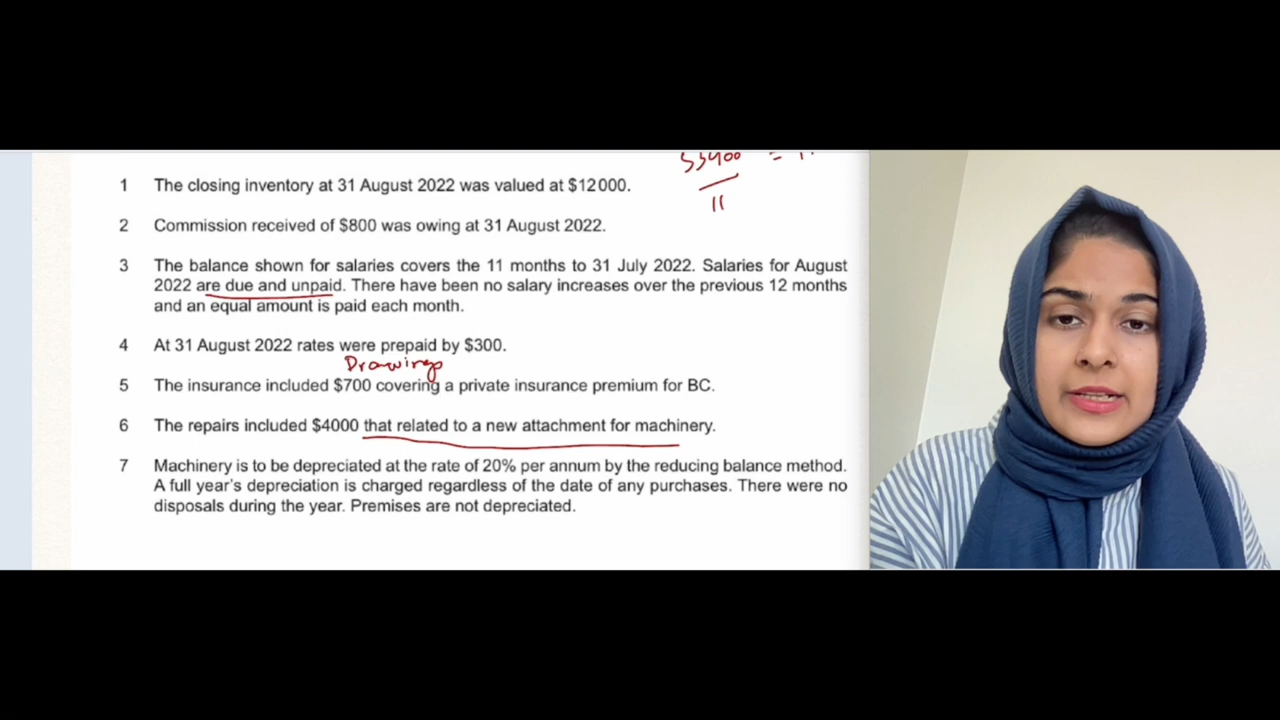 1 The closing inventory at 31 August 2022 was valued at $12000.
11
2 Commission received of $800 was owing at 31 August 2022.
3 The balance shown for salaries covers the 11 months to 31 July 2022. Salaries for August
2022 are due and unpaid. There have been no salary increases over the previous 12 months
and an equal amount is paid each month.
4 At 31 August 2022 rates were prepaid by $300.
Drawings
5 The insurance included $700 covering a private insurance premium for BC.
6 The repairs included $4000 that related to a new attachment for machinery.
7 Machinery is to be depreciated at the rate of 20% per annum by the reducing balance method.
A full year's depreciation is charged regardless of the date of any purchases. There were no
disposals during the year. Premises are not depreciated.